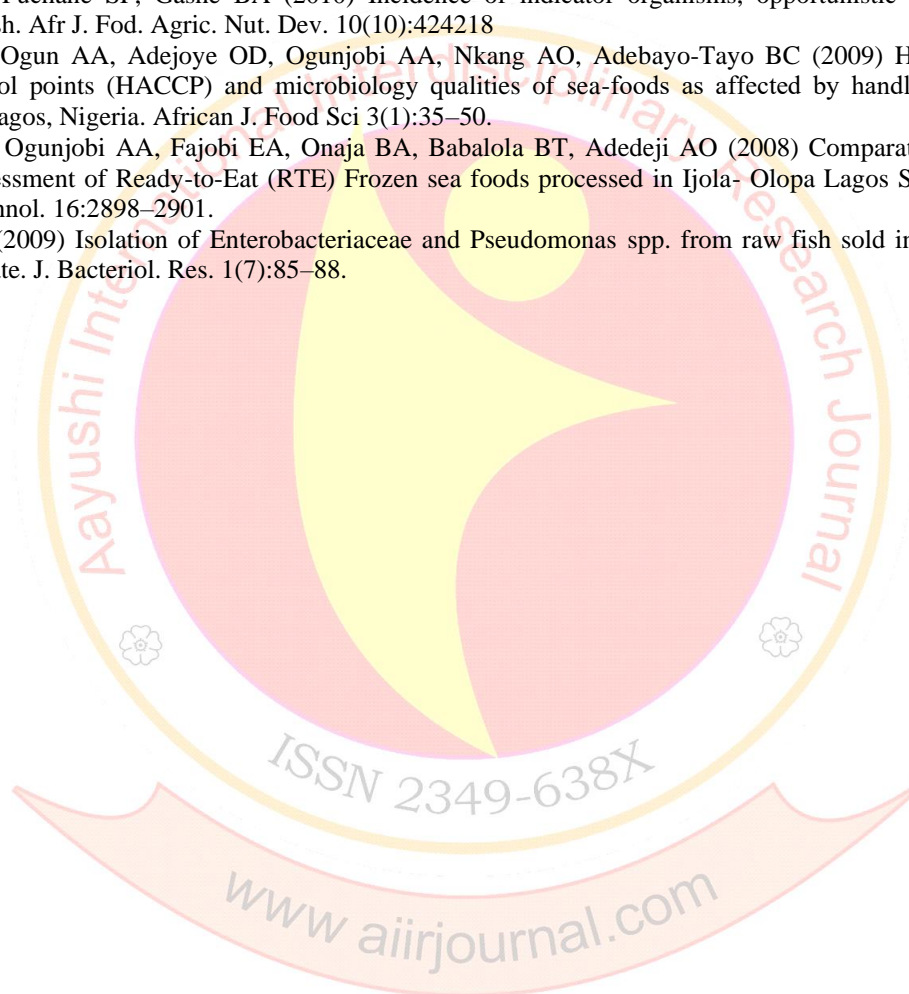 sh. Afr J. Fod. Agric. Nut. Dev. 10(10):424218
Ogun AA, Adejoye OD, Ogunjobi AA, Nkang AO, Adebayo-Tayo BC (2009) H
ol points (HACCP) and microbiology qualities of sea-foods as affected by handl
agos, Nigeria. African J. Food Sci 3(1):35–50.
Ogunjobi AA, Fajobi EA, Onaja BA, Babalola BT, Adedeji AO (2008) Comparat
essment of Ready-to-Eat (RTE) Frozen sea foods processed in Ijola- Olopa Lagos S
nnol. 16:2898–2901.
(2009) Isolation of Enterobacteriaceae and Pseudomonas spp. from raw fish sold in
ate. J. Bacteriol. Res. 1(7):85–88.
Aayushi International Interdisciplinary Research Journal
ISSN 2349-638X
www aiirjournal.com